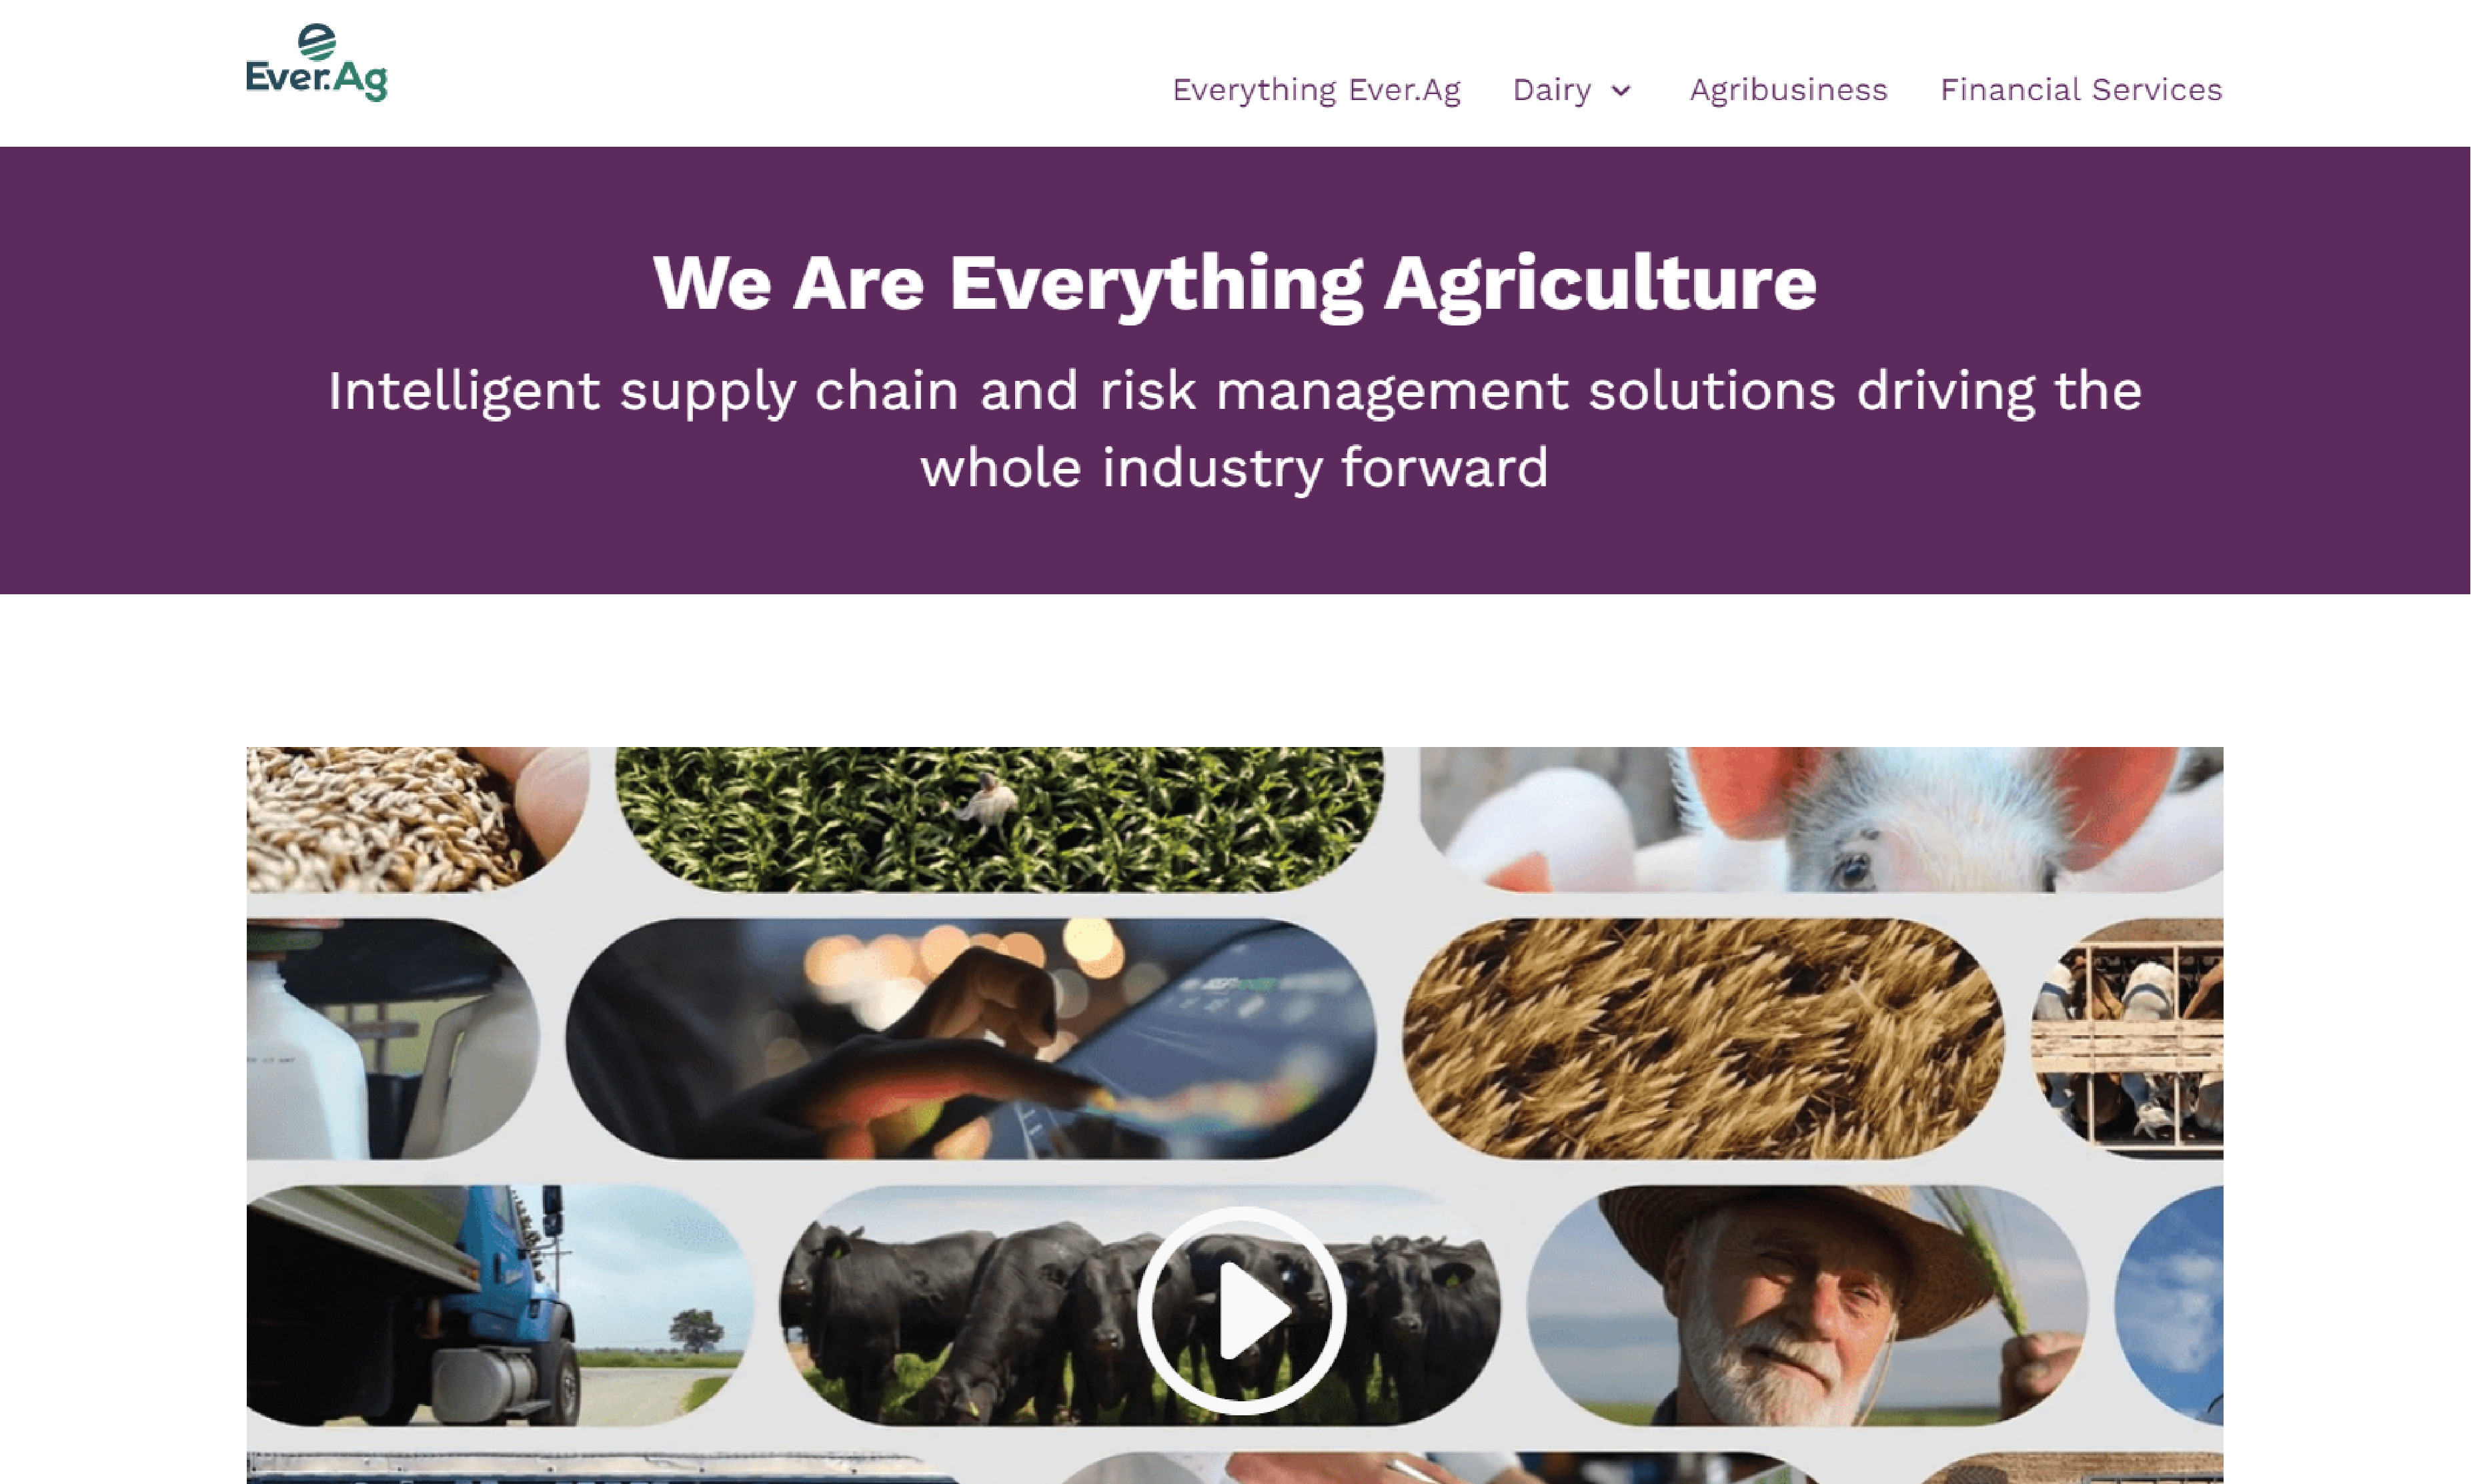 Ever.Ag
Everything Ever.Ag Dairy Agribusiness Financial Services
We Are Everything Agriculture
Intelligent supply chain and risk management solutions driving the
whole industry forward